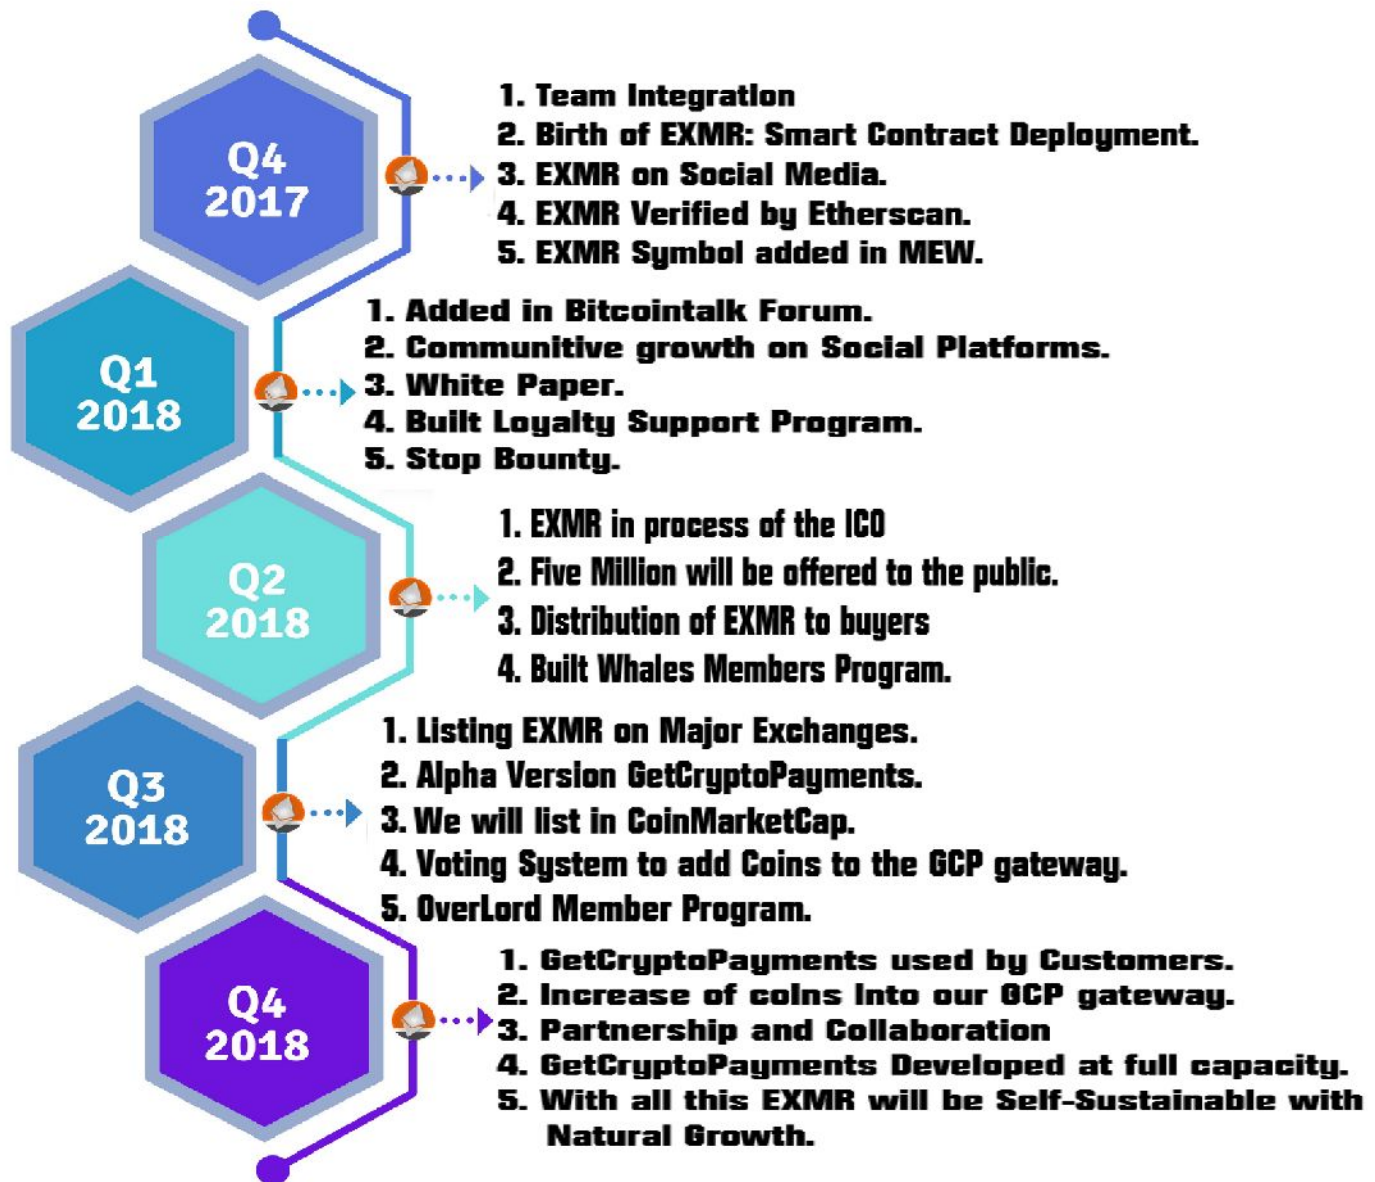 Q4
2017
1. Team Integration
2. Birth of EXMR: Smart Contract Deployment.
3. EXMR on Social Media.
4. EXMR Verified by Etherscan.
5. EXMR Symbol added in MEW.
Q1
2018
1. Added in Bitcointalk Forum.
2. Communitive growth on Social Platforms.
3. White Paper.
4. Built Loyalty Support Program.
5. Stop Bounty.
Q2
2018
1. EXMR in process of the ICO
2. Five Million will be offered to the public.
3. Distribution of EXMR to buyers
4. Built Whales Members Program.
Q3
2018
1. Listing EXMR on Major Exchanges.
2. Alpha Version GetCryptoPayments.
3. We will list in CoinMarketCap.
4. Voting System to add Coins to the GCP gateway.
5. OverLord Member Program.
Q4
2018
1. GetCryptoPayments used by Customers.
2. Increase of coins Into our GCP gateway.
3. Partnership and Collaboration
4. GetCryptoPayments Developed at full capacity.
5. With all this EXMR will be Self-Sustainable with
Natural Growth.